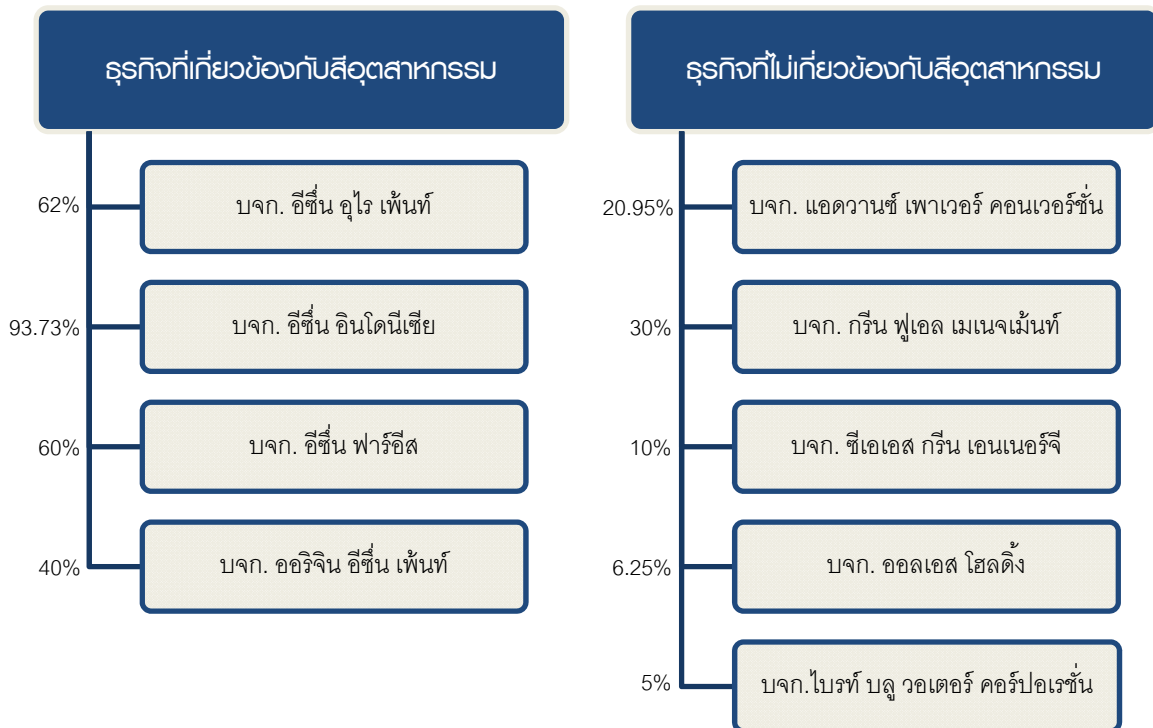 ธุรกิจที่เกี่ยวข้องกับสีอุตสาหกรรม
62%
บจก. อีซึ่น อุไร เพ้นท์
93.73%
บจก. อีซึ่น อินโดนีเซีย
60%
บจก. อีซึ่น ฟาร์อีส
40%
บจก. ออริจิน อีซึ่น เพ้นท์
ธุรกิจที่ไม่เกี่ยวข้องกับสีอุตสาหกรรม
20.95%
บจก. แอดวานซ์ เพาเวอร์ คอนเวอร์ชั่น
30%
บจก. กรีน ฟูเอล เมเนจเม้นท์
10%
บจก. ซีเอเอส กรีน เอนเนอร์จี
6.25%
บจก. ออลเอส โฮลดิ้ง
5%
บจก.ไบรท์ บลู วอเตอร์ คอร์ปอเรชั่น